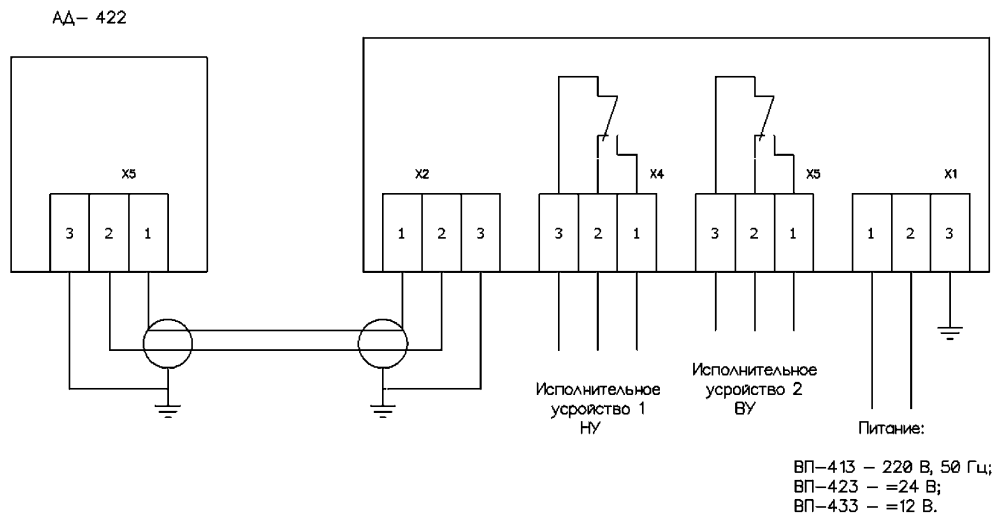 АД– 422
X5
X2
X4
X5
X1
3 2 1
1 2 3
3 2 1
3 2 1
1 2 3
Исполнительное
усройство 1
НУ
Исполнительное
усройство 2
ВУ
Питание:
ВП–413 – 220 В, 50 Гц;
ВП–423 – =24 В;
ВП–433 – =12 В.